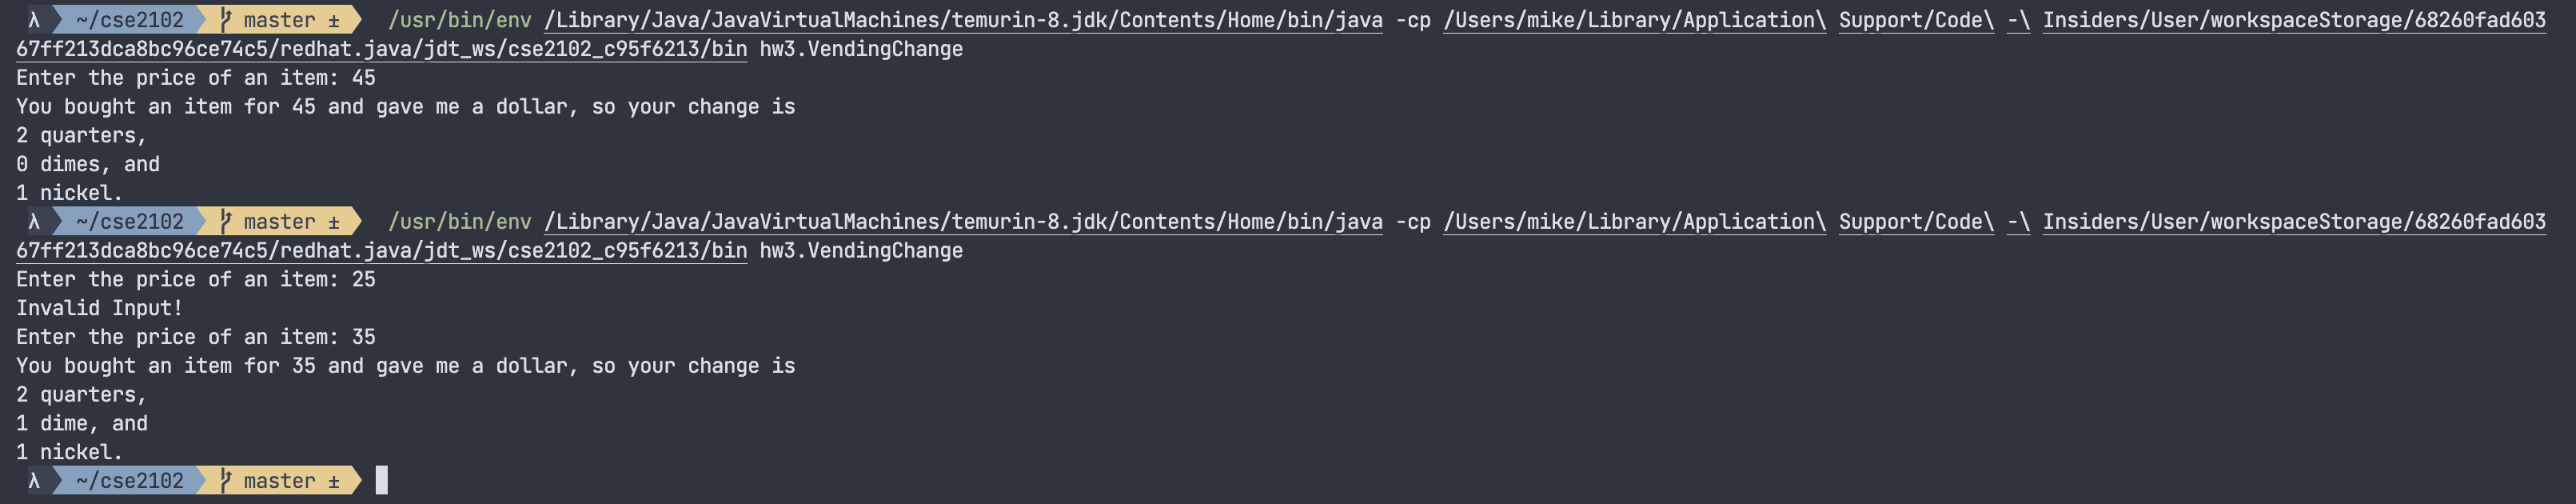 λ ~/cse2102 master ± /usr/bin/env /Library/Java/JavaVirtualMachines/temurin-8.jdk/Contents/Home/bin/java -cp /Users/mike/Library/Application\ Support/Code\ -\ Insiders/User/workspaceStorage/68260fad603
67ff213dca8bc96ce74c5/redhat.java/jdt_ws/cse2102_c95f6213/bin hw3.VendingChange
Enter the price of an item: 45
You bought an item for 45 and gave me a dollar, so your change is
2 quarters,
0 dimes, and
1 nickel.
λ ~/cse2102 master ± /usr/bin/env /Library/Java/JavaVirtualMachines/temurin-8.jdk/Contents/Home/bin/java -cp /Users/mike/Library/Application\ Support/Code\ -\ Insiders/User/workspaceStorage/68260fad603
67ff213dca8bc96ce74c5/redhat.java/jdt_ws/cse2102_c95f6213/bin hw3.VendingChange
Enter the price of an item: 25
Invalid Input!
Enter the price of an item: 35
You bought an item for 35 and gave me a dollar, so your change is
2 quarters,
1 dime, and
1 nickel.
λ ~/cse2102 master ±